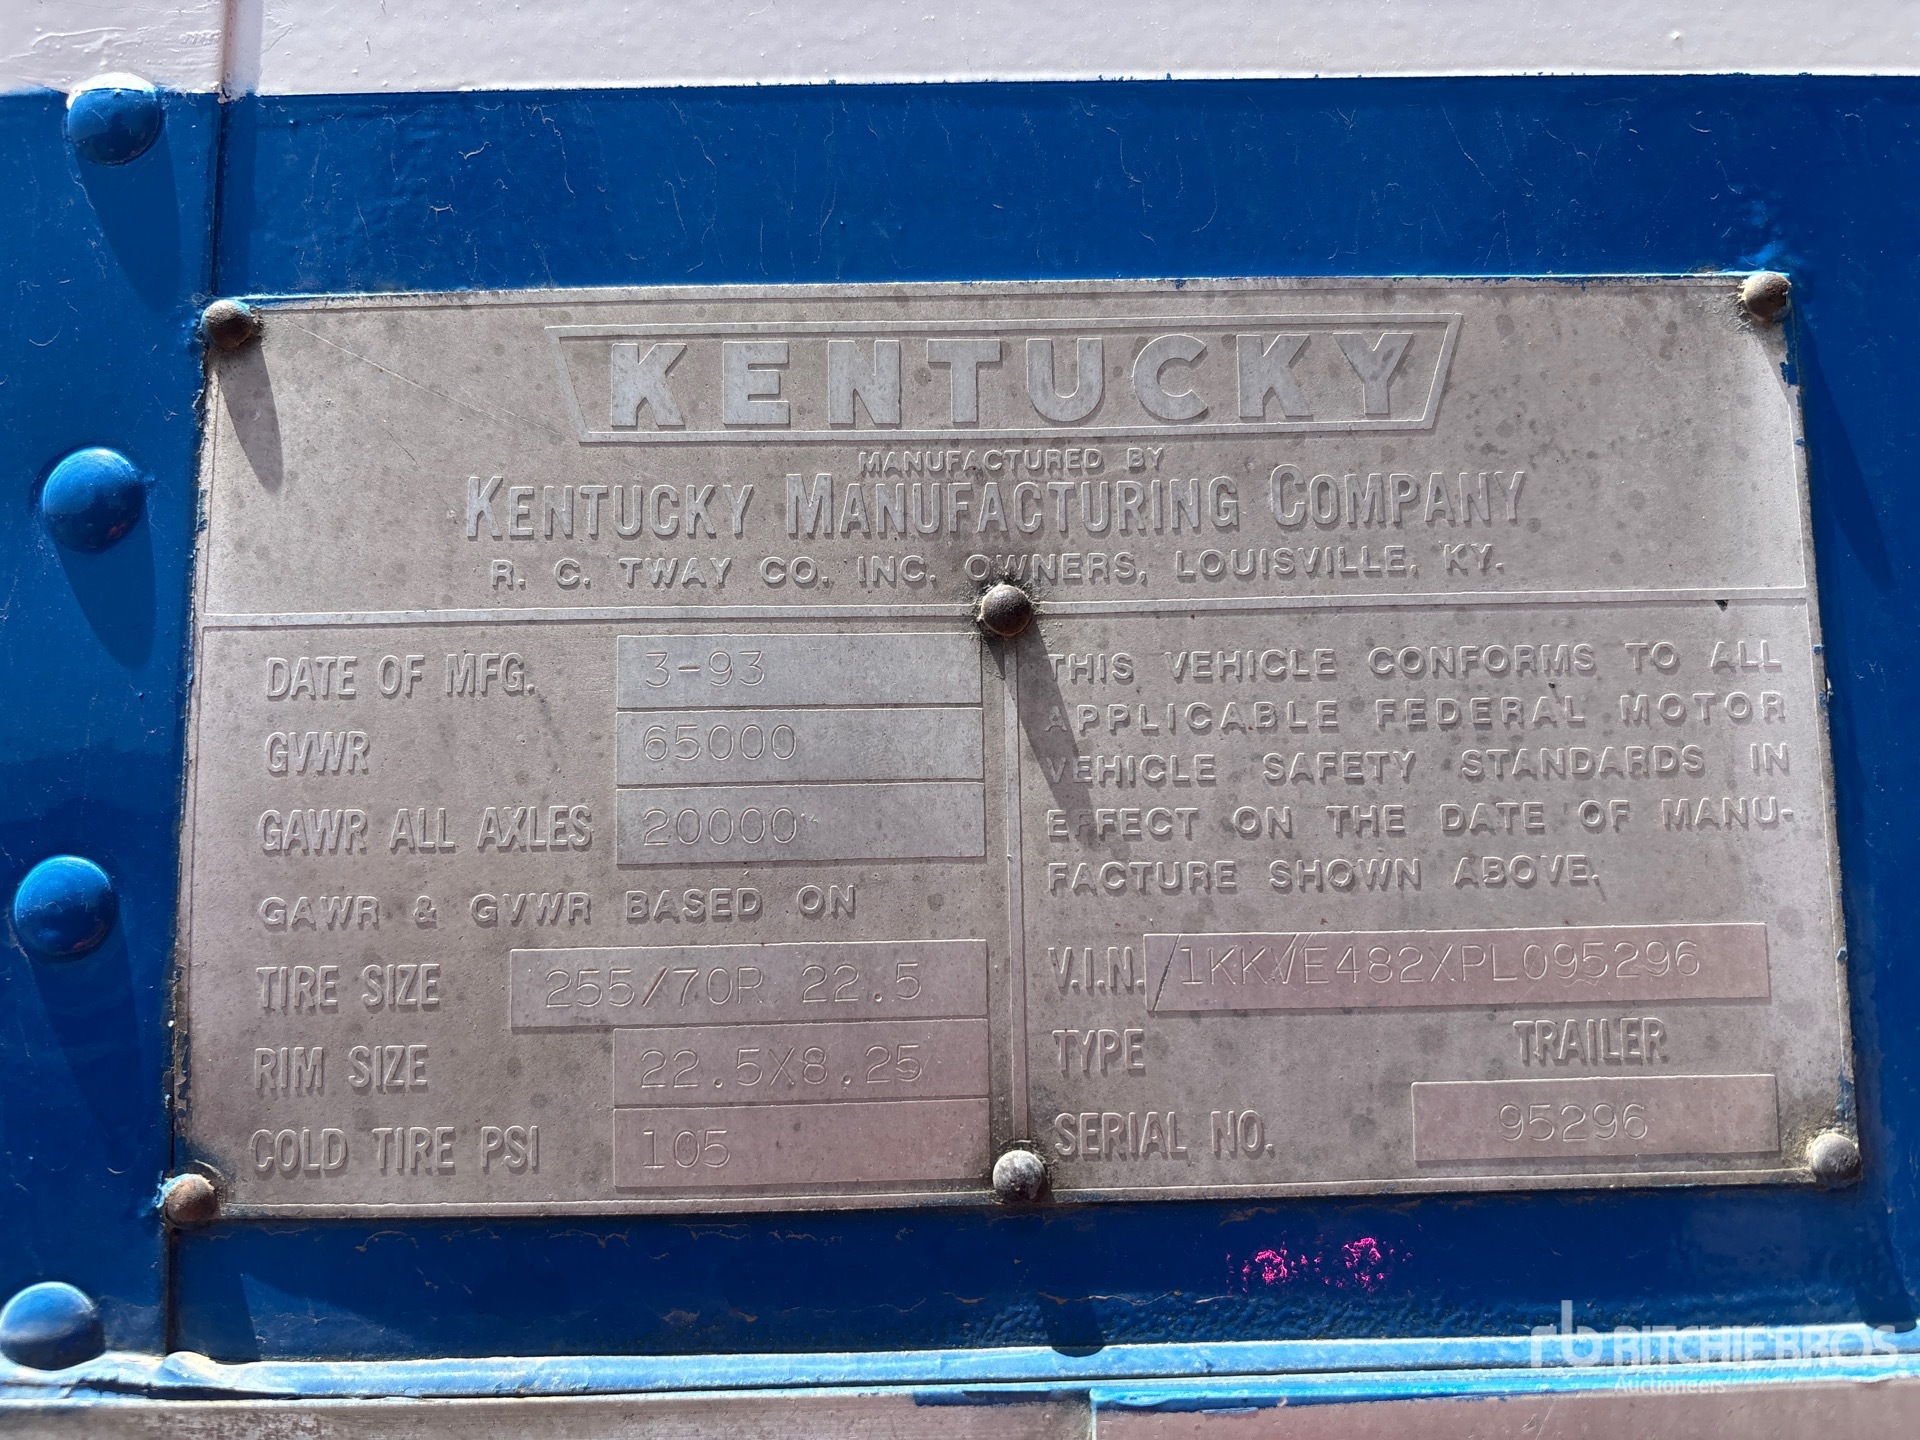 KENTUCKY
MANUFACTURED BY
KENTUCKY MANUFACTURING COMPANY
R. C. TWAY CO. INC. OWNERS, LOUISVILLE, KY.
DATE OF MFG. 3-93
GVWR 65000
GAWR ALL AXLES 20000
GAWR & GVWR BASED ON
TIRE SIZE 255/70R 22.5
RIM SIZE 22.5X8.25
COLD TIRE PSI 105
THIS VEHICLE CONFORMS TO ALL
APPLICABLE FEDERAL MOTOR
VEHICLE SAFETY STANDARDS IN
EFFECT ON THE DATE OF MANU-
FACTURE SHOWN ABOVE.
V.I.N. 1KKVE482XPL095296
TYPE TRAILER
SERIAL NO. 95296
rb RITCHIE BROS.
Auctioneers